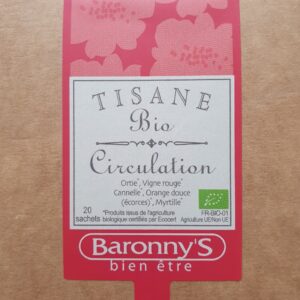 TISANE
Bio
Circulation
Ortie*, Vigne rouge*
Cannelle*, Orange douce
(écorces)*, Myrtille*
20
sachets
*Produits issus de l'agriculture
biologique certifiés par Ecocert
FR-BIO-01
Agriculture UE/Non UE
Baronny'S
bien être